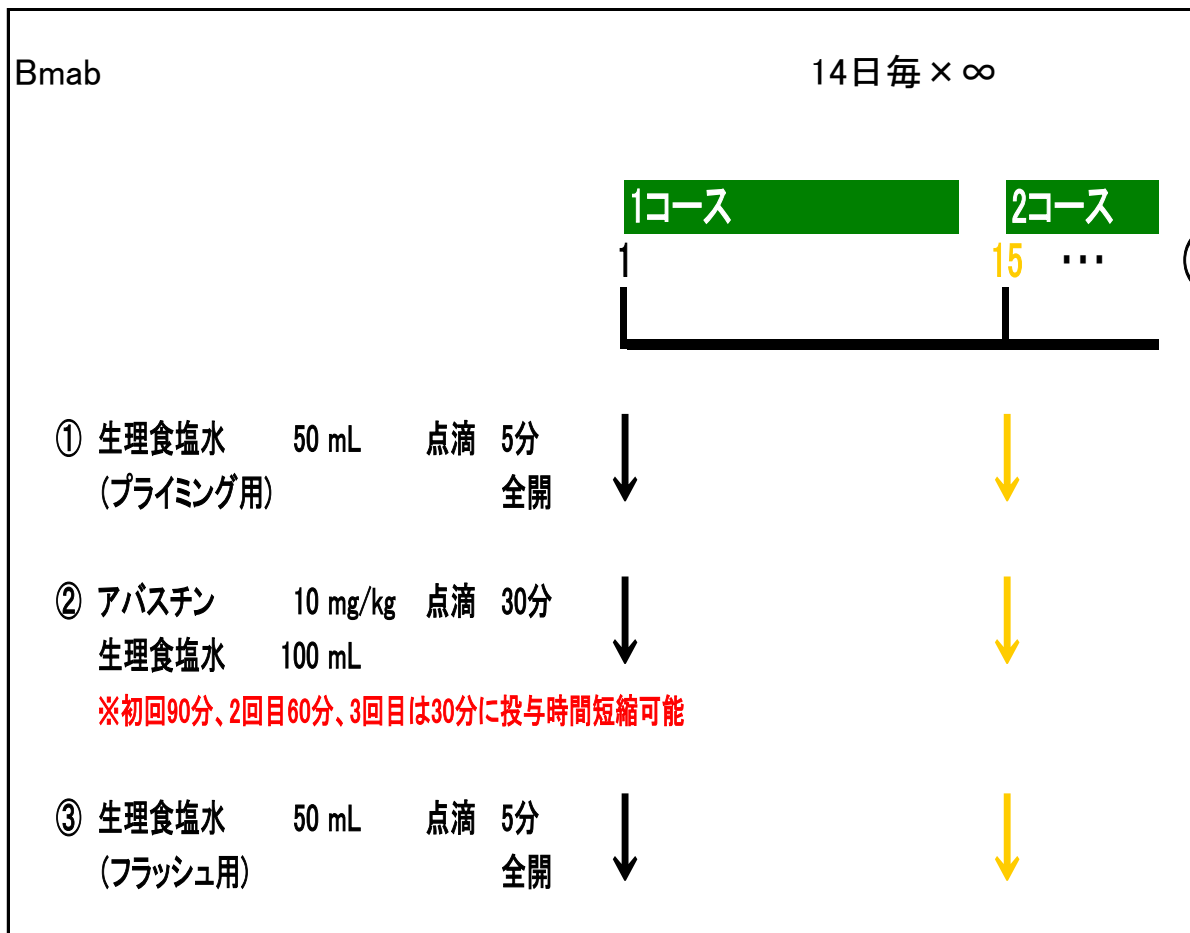 Bmab 14日毎×∞
1コース 2コース
1 15 ･･･ (
① 生理食塩水 50 mL 点滴 5分
(プライミング用) 全開
② アバスチン 10 mg/kg 点滴 30分
生理食塩水 100 mL
※初回90分、2回目60分、3回目は30分に投与時間短縮可能
③ 生理食塩水 50 mL 点滴 5分
(フラッシュ用) 全開